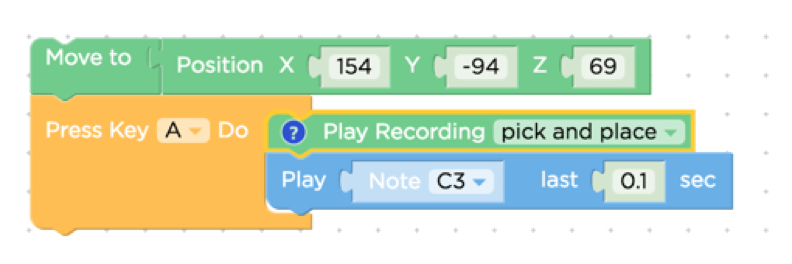 Move to Position X 154 Y -94 Z 69
Press Key A Do ? Play Recording pick and place
Play Note C3 last 0.1 sec